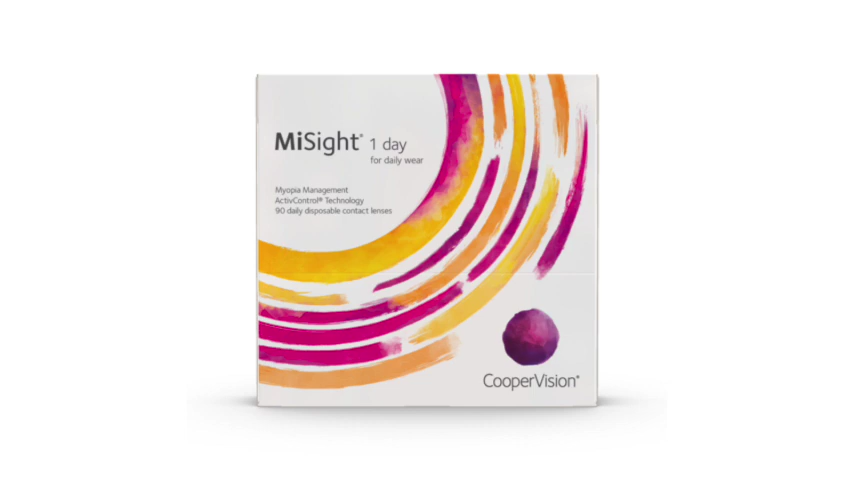 MiSight® 1 day
for daily wear
Myopia Management
ActivControl® Technology
90 daily disposable contact lenses
CooperVision®